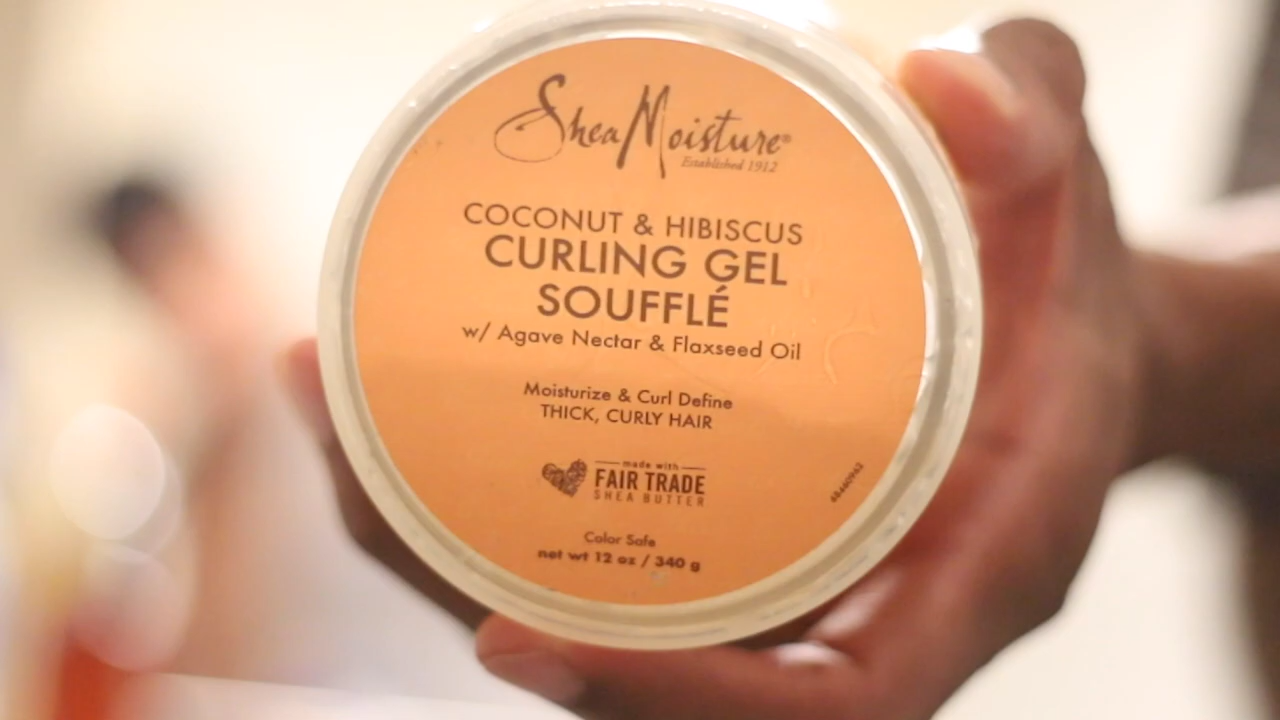 SheaMoisture®
Established 1912
COCONUT & HIBISCUS
CURLING GEL
SOUFFLÉ
w/ Agave Nectar & Flaxseed Oil
Moisturize & Curl Define
THICK, CURLY HAIR
made with
FAIR TRADE
SHEA BUTTER
Color Safe
net wt 12 oz / 340 g